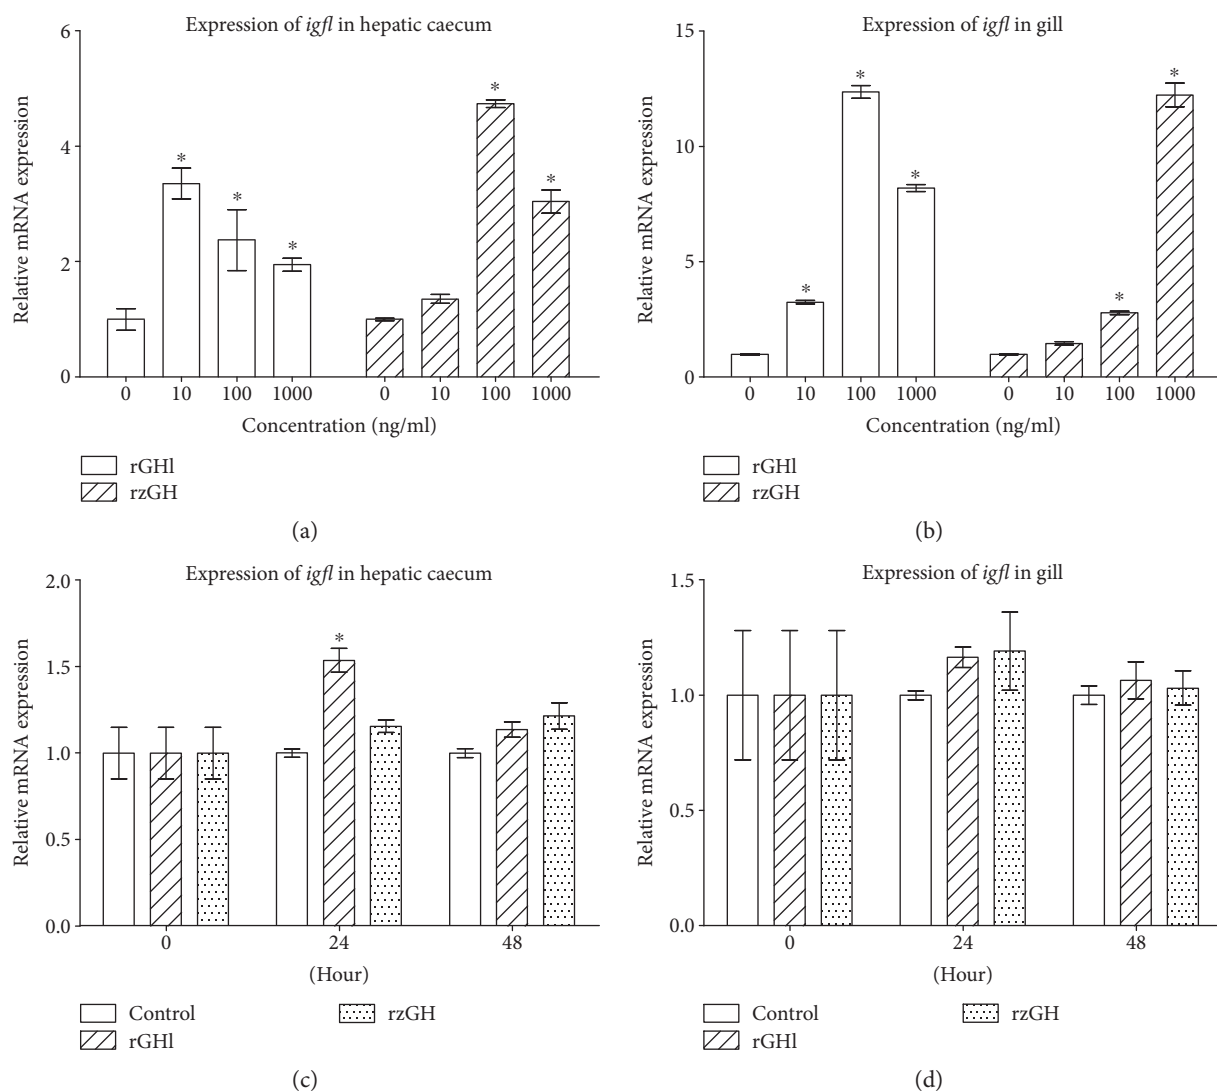 Expression of igfl in hepatic caecum
Relative mRNA expression
6
4
2
0
*
*
*
*
*
0 10 100 1000 0 10 100 1000
Concentration (ng/ml)
rGHl
rzGH
(a)
Expression of igfl in gill
Relative mRNA expression
15
10
5
0
*
*
*
*
*
0 10 100 1000 0 10 100 1000
Concentration (ng/ml)
rGHl
rzGH
(b)
Expression of igfl in hepatic caecum
Relative mRNA expression
2.0
1.5
1.0
0.5
0.0
*
0 24 48
(Hour)
Control rzGH
rGHl
(c)
Expression of igfl in gill
Relative mRNA expression
1.5
1.0
0.5
0.0
0 24 48
(Hour)
Control rzGH
rGHl
(d)